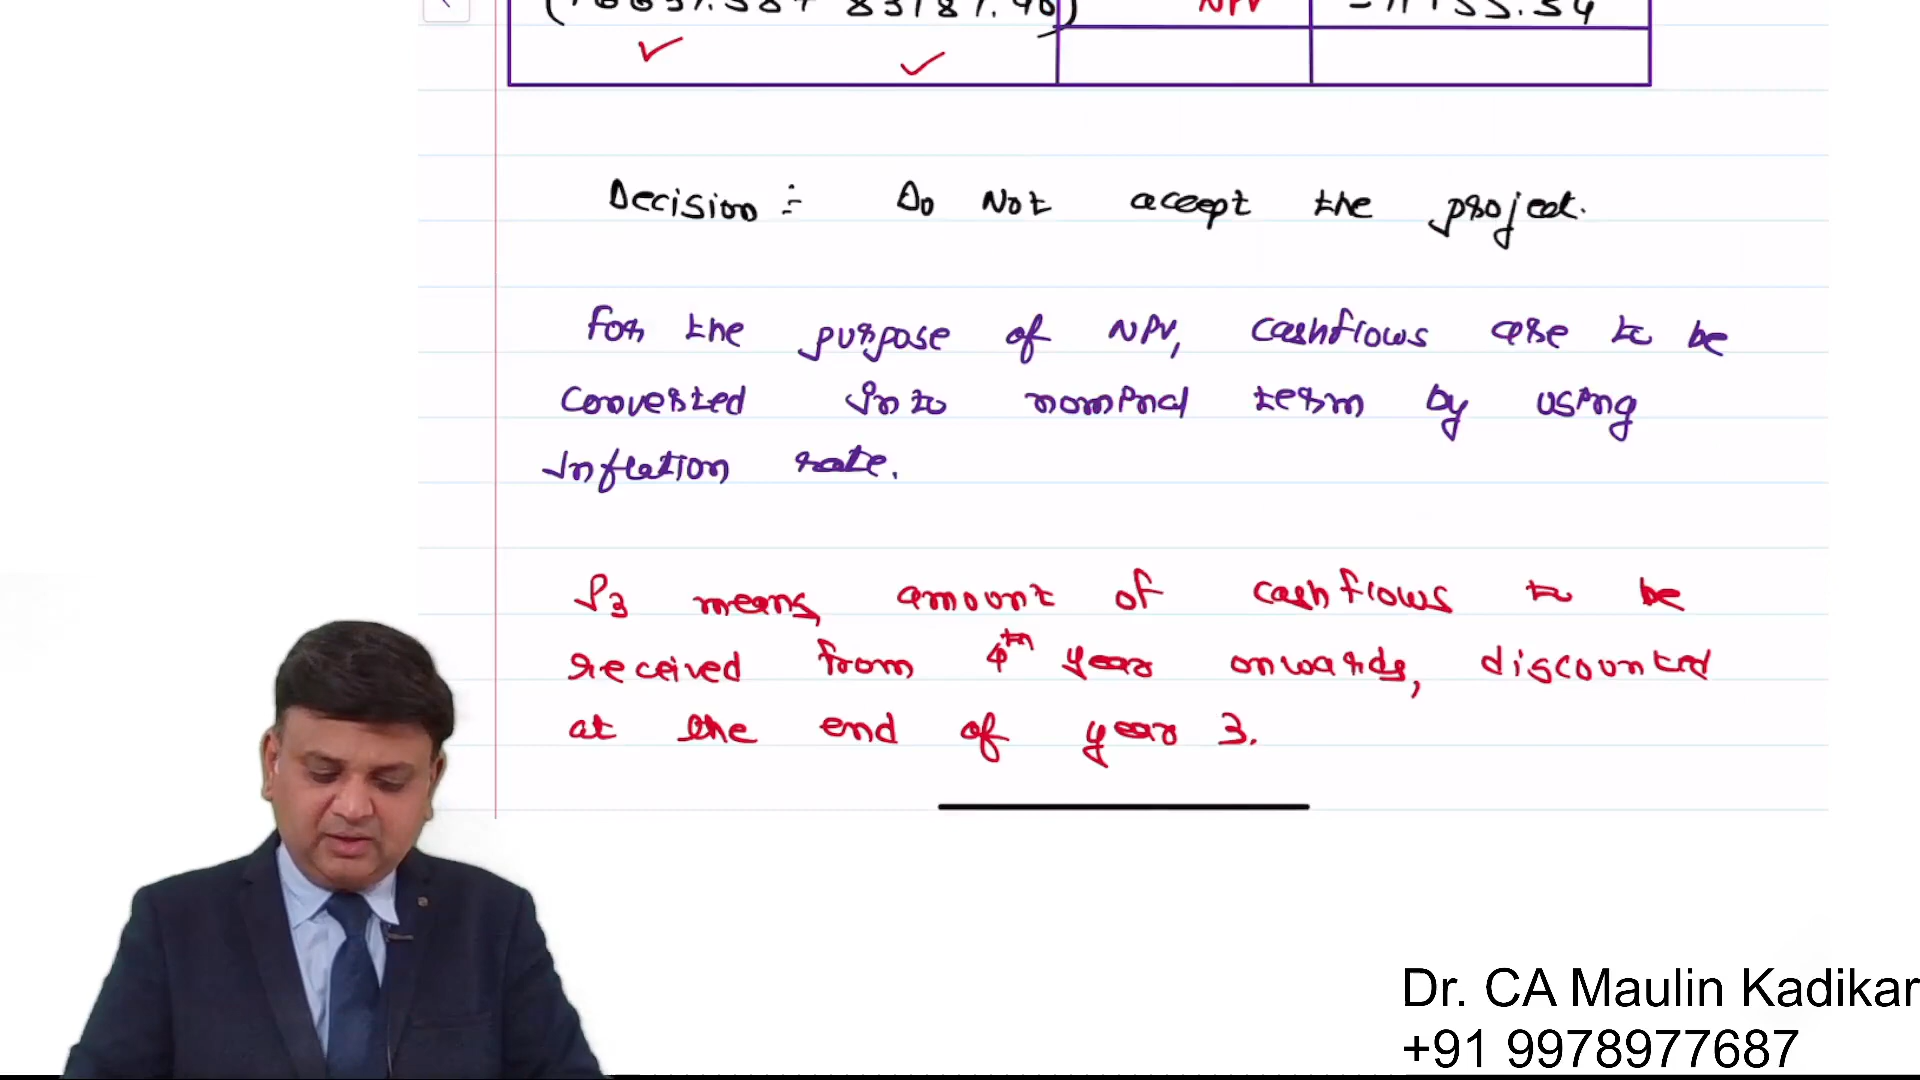 NPV
Decision :- Do Not accept the project.
For the purpose of NPV, cashflows are to be
converted into nominal term by using
Inflation rate.
P3 means, amount of cashflows to be
received from 4th year onwards, discounted
at the end of year 3.
Dr. CA Maulin Kadikar
+91 9978977687